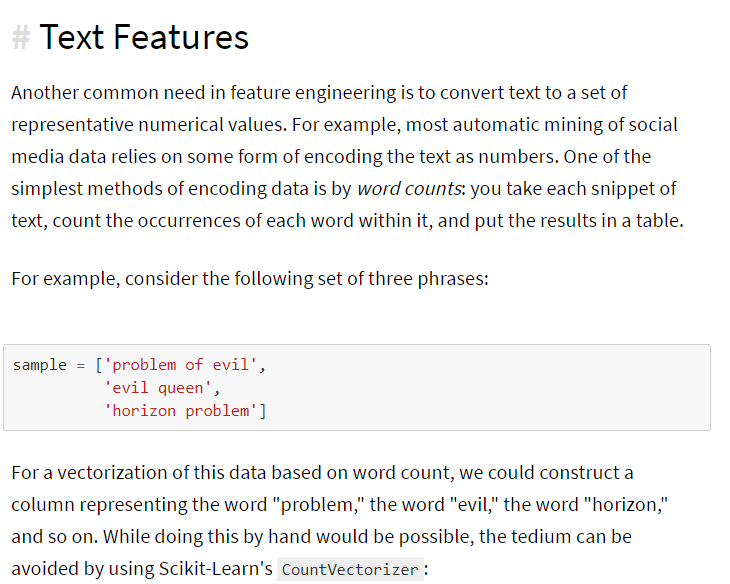 # Text Features
Another common need in feature engineering is to convert text to a set of
representative numerical values. For example, most automatic mining of social
media data relies on some form of encoding the text as numbers. One of the
simplest methods of encoding data is by word counts: you take each snippet of
text, count the occurrences of each word within it, and put the results in a table.
For example, consider the following set of three phrases:
sample = ['problem of evil',
          'evil queen',
          'horizon problem']
For a vectorization of this data based on word count, we could construct a
column representing the word "problem," the word "evil," the word "horizon,"
and so on. While doing this by hand would be possible, the tedium can be
avoided by using Scikit-Learn's CountVectorizer: